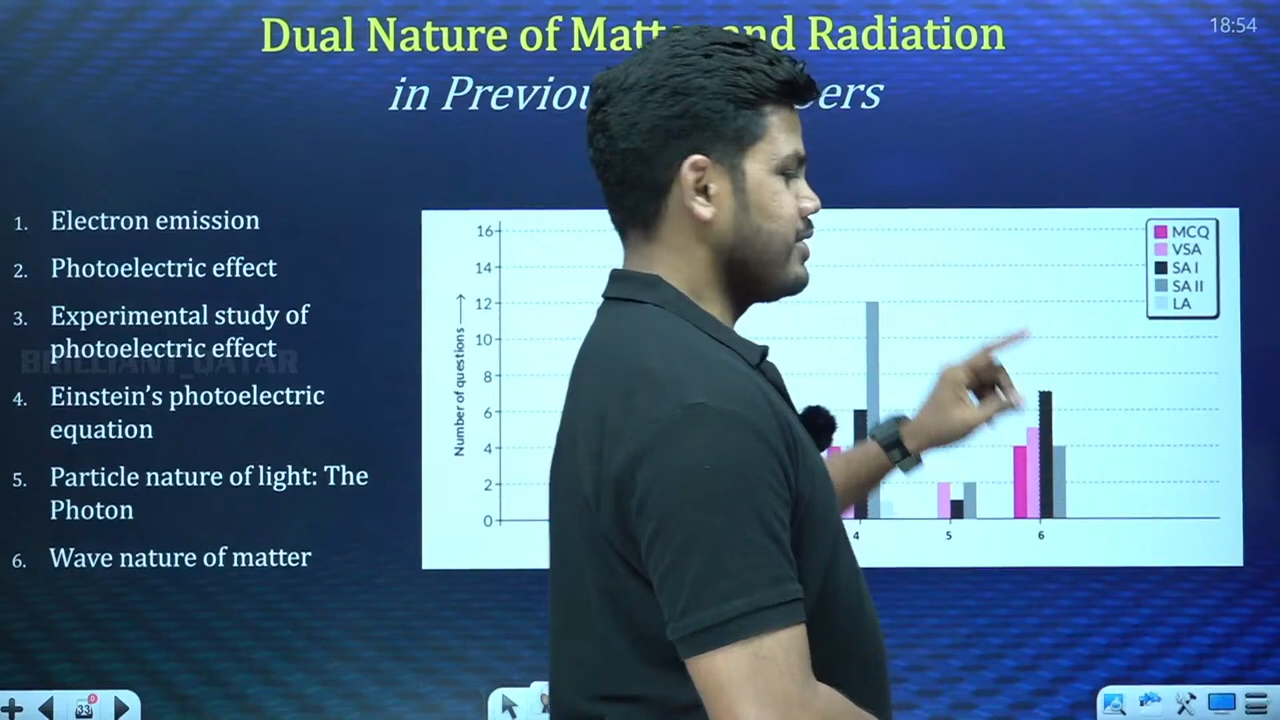 18:54
Dual Nature of Matt and Radiation
in Previou ers
1. Electron emission
2. Photoelectric effect
3. Experimental study of
photoelectric effect
BRILLIANT_QATAR
4. Einstein's photoelectric
equation
5. Particle nature of light: The
Photon
6. Wave nature of matter
Number of questions
16
14
12
10
8
6
4
2
0
4 5 6
MCQ
VSA
SA I
SA II
LA
33